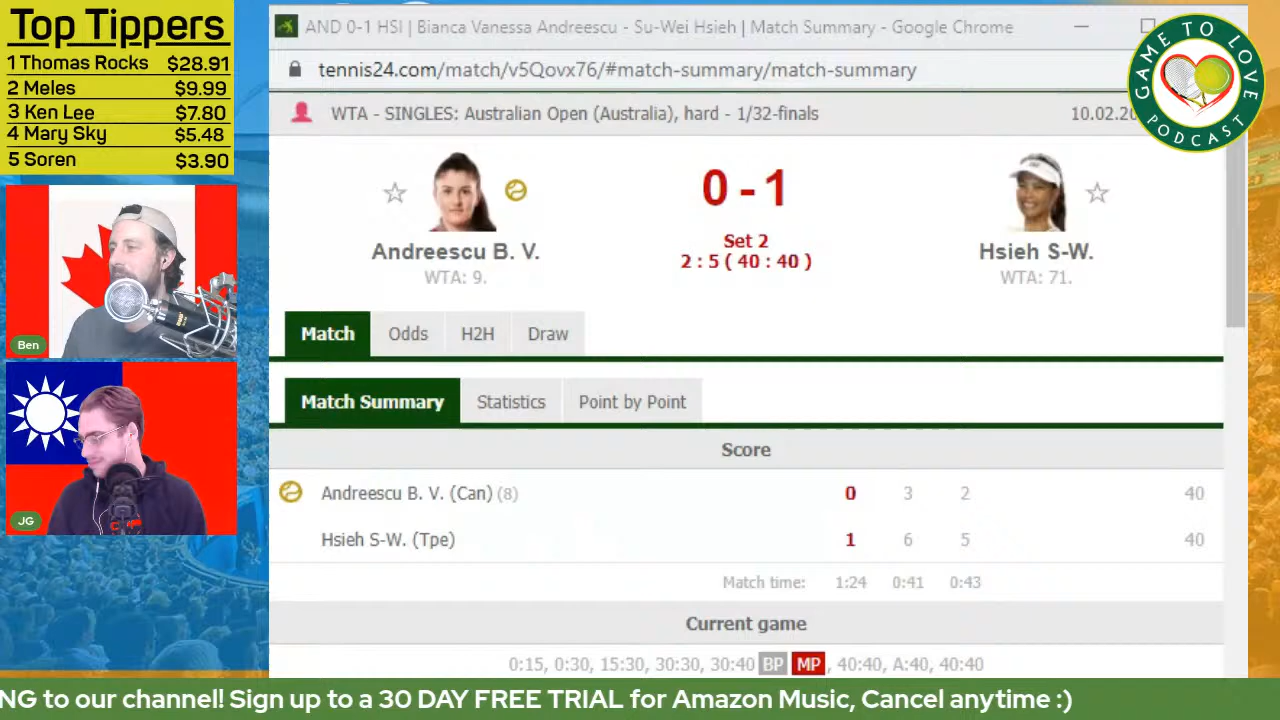 Top Tippers
1 Thomas Rocks $28.91
2 Meles $9.99
3 Ken Lee $7.80
4 Mary Sky $5.48
5 Soren $3.90
Ben
JG
AND 0-1 HSI | Bianca Vanessa Andreescu - Su-Wei Hsieh | Match Summary - Google Chrome
tennis24.com/match/v5Qovx76/#match-summary/match-summary
GAME TO LOVE
PODCAST
WTA - SINGLES: Australian Open (Australia), hard - 1/32-finals 10.02.20
0 - 1
Set 2
2 : 5 ( 40 : 40 )
Andreescu B. V.
WTA: 9.
Hsieh S-W.
WTA: 71.
Match Odds H2H Draw
Match Summary Statistics Point by Point
Score
Andreescu B. V. (Can) (8) 0 3 2 40
Hsieh S-W. (Tpe) 1 6 5 40
Match time: 1:24 0:41 0:43
Current game
0:15, 0:30, 15:30, 30:30, 30:40 BP MP , 40:40, A:40, 40:40
NG to our channel! Sign up to a 30 DAY FREE TRIAL for Amazon Music, Cancel anytime :)